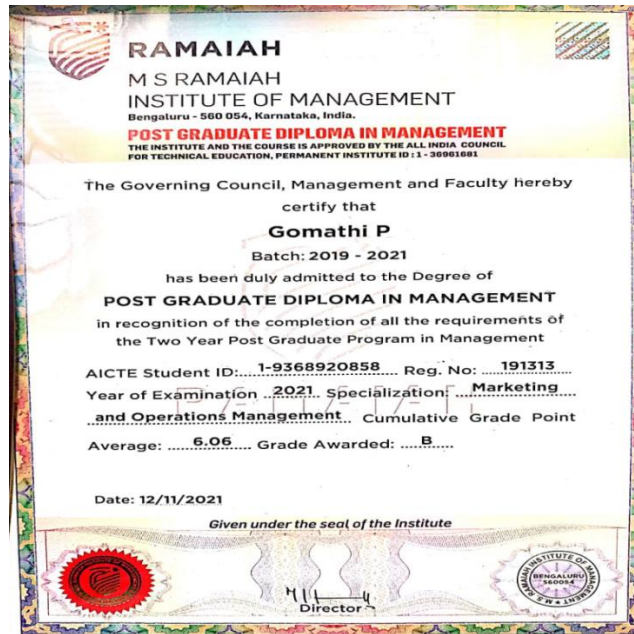 RAMAIAH
M S RAMAIAH
INSTITUTE OF MANAGEMENT
Bengaluru - 560 054, Karnataka, India.
POST GRADUATE DIPLOMA IN MANAGEMENT
THE INSTITUTE AND THE COURSE IS APPROVED BY THE ALL INDIA COUNCIL
FOR TECHNICAL EDUCATION, PERMANENT INSTITUTE ID : 1 - 36961681
The Governing Council, Management and Faculty hereby
certify that
Gomathi P
Batch: 2019 - 2021
has been duly admitted to the Degree of
POST GRADUATE DIPLOMA IN MANAGEMENT
in recognition of the completion of all the requirements of
the Two Year Post Graduate Program in Management
AICTE Student ID: 1-9368920858 Reg. No: 191313
Year of Examination 2021 Specialization: Marketing
and Operations Management Cumulative Grade Point
Average: 6.06 Grade Awarded: B
Date: 12/11/2021
Given under the seal of the Institute
Director
M S RAMAIAH INSTITUTE OF MANAGEMENT
BENGALURU
560054